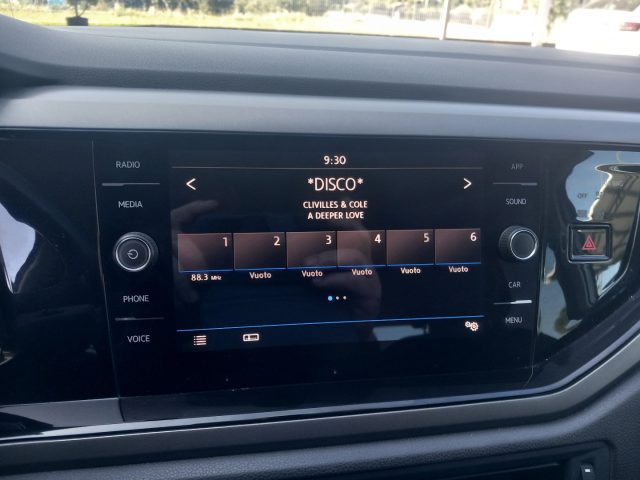 RADIO
MEDIA
PHONE
VOICE
9:30
< *DISCO* >
CLIVILLES & COLE
A DEEPER LOVE
1 2 3 4 5 6
88.3 MHz Vuoto Vuoto Vuoto Vuoto Vuoto
APP
SOUND
CAR
MENU
OFF